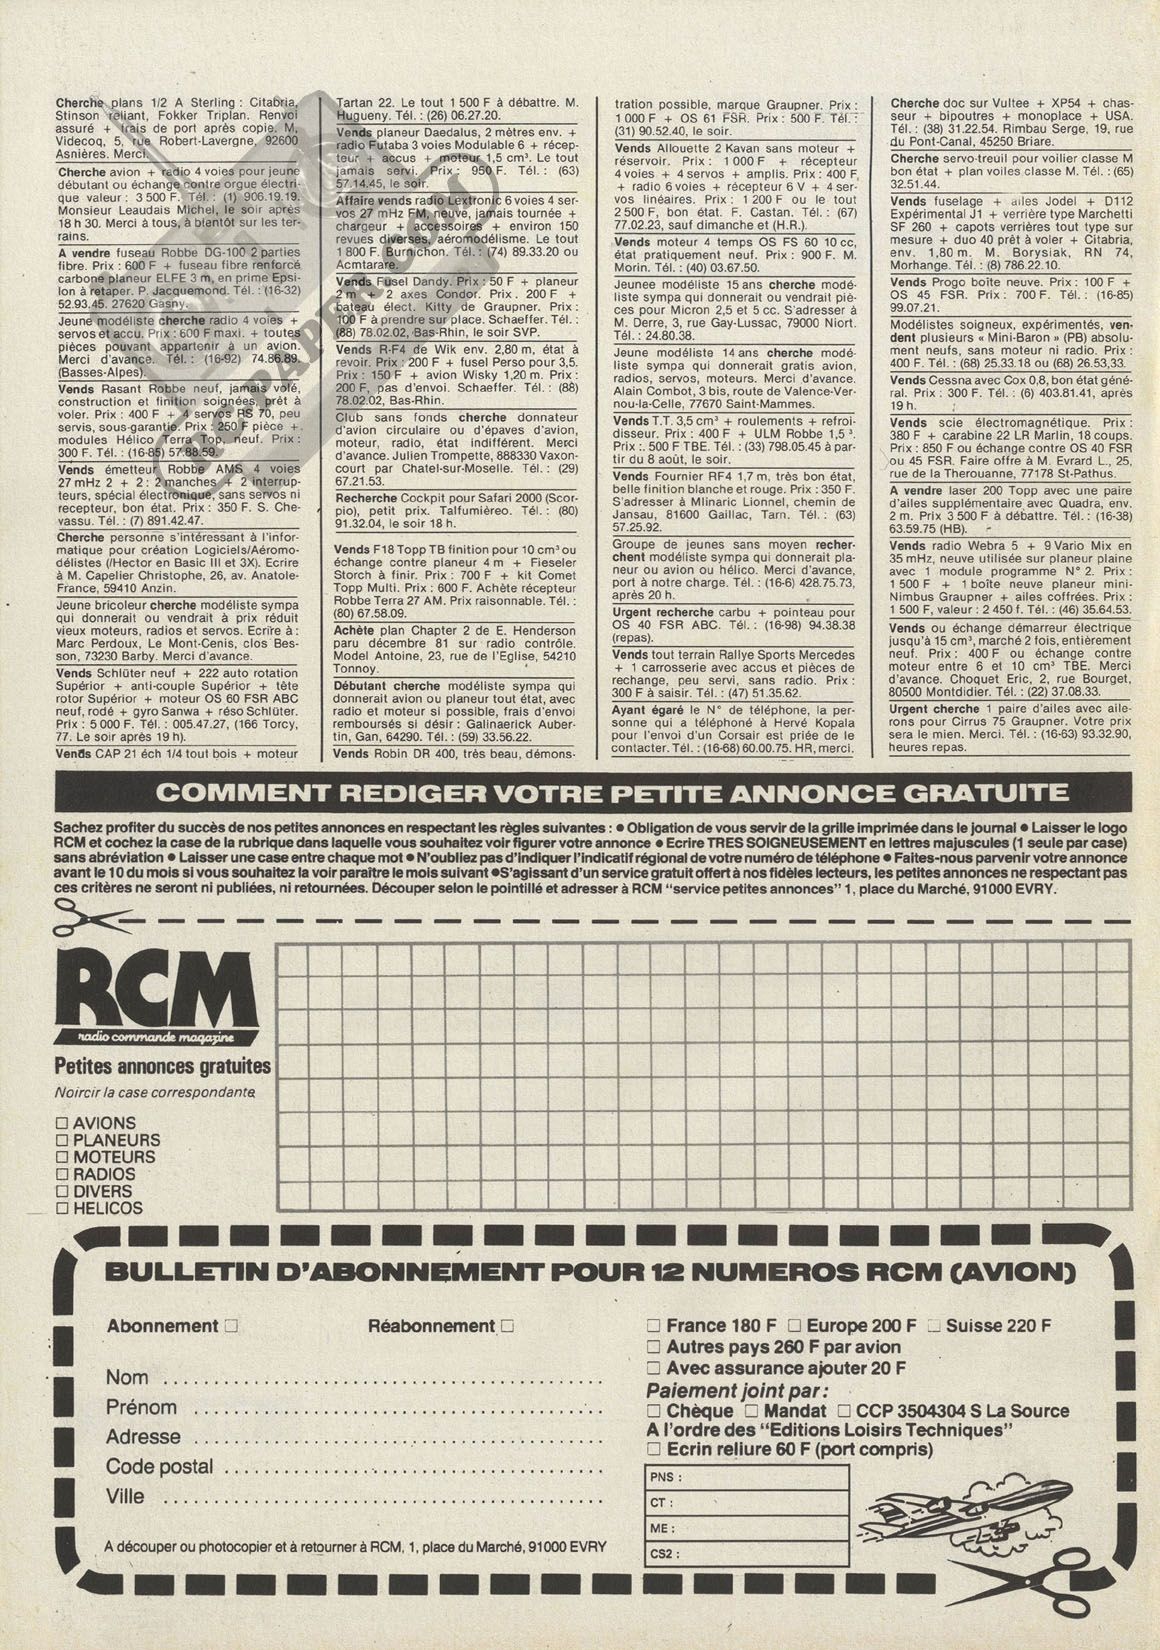 Cherche plans 1/2 A Sterling : Citabria,
Stinson reliant, Fokker Triplan. Renvoi
assuré + frais de port après copie. M,
Videcoq, 5, rue Robert-Lavergne, 92600
Asnières. Merci.
Cherche avion + radio 4 voies pour jeune
débutant ou échange contre orgue électri-
que valeur : 3 500 F. Tél. : (1) 906.19.19.
Monsieur Leaudais Michel, le soir après
18 h 30. Merci à tous, à bientôt sur les ter-
rains.
A vendre fuseau Robbe DG-100 2 parties
fibre. Prix : 600 F + fuseau fibre renforcé
carbone planeur ELFE 3 m, en prime Epsi-
lon à retaper. P. Jacquemond. Tél. : (16-32)
52.93.45. 27620 Gasny.
Jeune modéliste cherche radio 4 voies +
servos et accu. Prix : 600 F maxi. + toutes
pièces pouvant appartenir à un avion.
Merci d'avance. Tél. : (16-92) 74.86.89.
(Basses-Alpes).
Vends Rasant Robbe neuf, jamais volé,
construction et finition soignées, prêt à
voler. Prix : 400 F + 4 servos RS 70, peu
servis, sous-garantie. Prix : 250 F pièce +
modules Hélico Terra Top, neuf. Prix :
300 F. Tél. : (16-85) 57.88.59.
Vends émetteur Robbe AMS 4 voies
27 mHz 2 + 2 : 2 manches + 2 interrup-
teurs, spécial électronique, sans servos ni
recepteur, bon état. Prix : 350 F. S. Che-
vassu. Tél. : (7) 891.42.47.
Cherche personne s'intéressant à l'infor-
matique pour création Logiciels/Aéromo-
délistes (/Hector en Basic III et 3X). Ecrire
à M. Capelier Christophe, 26, av. Anatole-
France, 59410 Anzin.
Jeune bricoleur cherche modéliste sympa
qui donnerait ou vendrait à prix réduit
vieux moteurs, radios et servos. Ecrire à :
Marc Perdoux, Le Mont-Cenis, clos Bes-
son, 73230 Barby. Merci d'avance.
Vends Schlüter neuf + 222 auto rotation
Supérior + anti-couple Supérior + tête
rotor Supérior + moteur OS 60 FSR ABC
neuf, rodé + gyro Sanwa + réso Schlüter.
Prix : 5 000 F. Tél. : 005.47.27, (166 Torcy,
77. Le soir après 19 h).
Vends CAP 21 éch 1/4 tout bois + moteur
Tartan 22. Le tout 1 500 F à débattre. M.
Hugueny. Tél. : (26) 06.27.20.
Vends planeur Daedalus, 2 mètres env. +
radio Futaba 3 voies Modulable 6 + récep-
teur + accus + moteur 1,5 cm³. Le tout
jamais servi. Prix : 950 F. Tél. : (63)
57.14.45, le soir.
Affaire vends radio Lextronic 6 voies 4 ser-
vos 27 mHz FM, neuve, jamais tournée +
chargeur + accessoires + environ 150
revues diverses, aéromodélisme. Le tout
1 800 F. Burnichon. Tél. : (74) 89.33.20 ou
Acmtarare.
Vends Fusel Dandy. Prix : 50 F + planeur
2 m 2 axes Condor. Prix : 200 F +
bateau élect. Kitty de Graupner. Prix :
100 F à prendre sur place. Schaeffer. Tél. :
(88) 78.02.02, Bas-Rhin, le soir SVP.
Vends R-F4 de Wik env. 2,80 m, état à
revoir. Prix : 200 F + fusel Perso pour 3,5.
Prix : 150 F + avion Wisky 1,20 m. Prix :
200 F, pas d'envoi. Schaeffer. Tél. : (88)
78.02.02, Bas-Rhin.
Club sans fonds cherche donnateur
d'avion circulaire ou d'épaves d'avion,
moteur, radio, état indifférent. Merci
d'avance. Julien Trompette, 888330 Vaxon-
court par Chatel-sur-Moselle. Tél. : (29)
67.21.53.
Recherche Cockpit pour Safari 2000 (Scor-
pio), petit prix. Talfumièreo. Tél. : (80)
91.32.04, le soir 18 h.
Vends F18 Topp TB finition pour 10 cm³ ou
échange contre planeur 4 m + Fieseler
Storch à finir. Prix : 700 F + kit Comet
Topp Multi. Prix : 600 F. Achète récepteur
Robbe Terra 27 AM. Prix raisonnable. Tél. :
(80) 67.58.09.
Achète plan Chapter 2 de E. Henderson
paru décembre 81 sur radio contrôle.
Model Antoine, 23, rue de l'Eglise, 54210
Tonnoy.
Débutant cherche modéliste sympa qui
donnerait avion ou planeur tout état, avec
radio et moteur si possible, frais d'envoi
remboursés si désir : Galinaerick Auber-
tin, Gan, 64290. Tél. : (59) 33.56.22.
Vends Robin DR 400, très beau, démons-
tration possible, marque Graupner. Prix :
1 000 F + OS 61 FSR. Prix : 500 F. Tél. :
(31) 90.52.40, le soir.
Vends Allouette 2 Kavan sans moteur +
réservoir. Prix : 1 000 F + récepteur
4 voies + 4 servos + amplis. Prix : 400 F,
+ radio 6 voies + récepteur 6 V + 4 ser-
vos linéaires. Prix : 1 200 F ou le tout
2 500 F, bon état. F. Castan. Tél. : (67)
77.02.23, sauf dimanche et (H.R.).
Vends moteur 4 temps OS FS 60 10 cc,
état pratiquement neuf. Prix : 900 F. M.
Morin. Tél. : (40) 03.67.50.
Jeunee modéliste 15 ans cherche modé-
liste sympa qui donnerait ou vendrait piè-
ces pour Micron 2,5 et 5 cc. S'adresser à
M. Derre, 3, rue Gay-Lussac, 79000 Niort.
Tél. : 24.80.38.
Jeune modéliste 14 ans cherche modé-
liste sympa qui donnerait gratis avion,
radios, servos, moteurs. Merci d'avance.
Alain Combot, 3 bis, route de Valence-Ver-
nou-la-Celle, 77670 Saint-Mammes.
Vends T.T. 3,5 cm³ + roulements + refroi-
disseur. Prix : 400 F + ULM Robbe 1,5 ³.
Prix :. 500 F TBE. Tél. : (33) 798.05.45 à par-
tir du 8 août, le soir.
Vends Fournier RF4 1,7 m, très bon état,
belle finition blanche et rouge. Prix : 350 F.
S'adresser à Mlinaric Lionnel, chemin de
Jansau, 81600 Gaillac, Tarn. Tél. : (63)
57.25.92.
Groupe de jeunes sans moyen recher-
chent modéliste sympa qui donnerait pla-
neur ou avion ou hélico. Merci d'avance,
port à notre charge. Tél. : (16-6) 428.75.73,
après 20 h.
Urgent recherche carbu + pointeau pour
OS 40 FSR ABC. Tél. : (16-98) 94.38.38
(repas).
Vends tout terrain Rallye Sports Mercedes
+ 1 carrosserie avec accus et pièces de
rechange, peu servi, sans radio. Prix :
300 F à saisir. Tél. : (47) 51.35.62.
Ayant égaré le N° de téléphone, la per-
sonne qui a téléphoné à Hervé Kopala
pour l'envoi d'un Corsair est priée de le
contacter. Tél. : (16-68) 60.00.75. HR, merci.
Cherche doc sur Vultee + XP54 + chas-
seur + bipoutres + monoplace + USA.
Tél. : (38) 31.22.54. Rimbau Serge, 19, rue
du Pont-Canal, 45250 Briare.
Cherche servo-treuil pour voilier classe M
bon état + plan voiles classe M. Tél. : (65)
32.51.44.
Vends fuselage + ailes Jodel + D112
Expérimental J1 + verrière type Marchetti
SF 260 + capots verrières tout type sur
mesure + duo 40 prêt à voler + Citabria,
env. 1,80 m. M. Borysiak, RN 74,
Morhange. Tél. : (8) 786.22.10.
Vends Progo boîte neuve. Prix : 100 F +
OS 45 FSR. Prix : 700 F. Tél. : (16-85)
99.07.21.
Modélistes soigneux, expérimentés, ven-
dent plusieurs « Mini-Baron » (PB) absolu-
ment neufs, sans moteur ni radio. Prix :
400 F. Tél. : (68) 25.33.18 ou (68) 26.53,33.
Vends Cessna avec Cox 0,8, bon état géné-
ral. Prix : 300 F. Tél. : (6) 403.81.41, après
19 h.
Vends scie électromagnétique. Prix :
380 F + carabine 22 LR Marlin, 18 coups.
Prix : 850 F ou échange contre OS 40 FSR
ou 45 FSR. Faire offre à M. Evrard L., 25,
rue de la Therouanne, 77178 St-Pathus.
A vendre laser 200 Topp avec une paire
d'ailes supplémentaire avec Quadra, env.
2 m. Prix 3 500 F à débattre. Tél. : (16-38)
63.59.75 (HB).
Vends radio Webra 5 + 9 Vario Mix en
35 mHz, neuve utilisée sur planeur plaine
avec 1 module programme N° 2. Prix :
1 500 F + 1 boîte neuve planeur mini-
Nimbus Graupner + ailes coffrées. Prix :
1 500 F, valeur : 2 450 f. Tél. : (46) 35.64.53.
Vends ou échange démarreur électrique
jusqu'à 15 cm³, marché 2 fois, entièrement
neuf. Prix : 400 F ou échange contre
moteur entre 6 et 10 cm³ TBE. Merci
d'avance. Choquet Eric, 2, rue Bourget,
80500 Montdidier. Tél. : (22) 37.08.33.
Urgent cherche 1 paire d'ailes avec aile-
rons pour Cirrus 75 Graupner. Votre prix
sera le mien. Merci. Tél. : (16-63) 93.32.90,
heures repas.
RCPAPER.COM
COMMENT REDIGER VOTRE PETITE ANNONCE GRATUITE
Sachez profiter du succès de nos petites annonces en respectant les règles suivantes : ● Obligation de vous servir de la grille imprimée dans le journal ● Laisser le logo
RCM et cochez la case de la rubrique dans laquelle vous souhaitez voir figurer votre annonce ● Ecrire TRES SOIGNEUSEMENT en lettres majuscules (1 seule par case)
sans abréviation ● Laisser une case entre chaque mot ● N'oubliez pas d'indiquer l'indicatif régional de votre numéro de téléphone ● Faites-nous parvenir votre annonce
avant le 10 du mois si vous souhaitez la voir paraître le mois suivant ●S'agissant d'un service gratuit offert à nos fidèles lecteurs, les petites annonces ne respectant pas
ces critères ne seront ni publiées, ni retournées. Découper selon le pointillé et adresser à RCM "service petites annonces" 1, place du Marché, 91000 EVRY.
RCM
radio commande magazine
Petites annonces gratuites
Noircir la case correspondante
□ AVIONS
□ PLANEURS
□ MOTEURS
□ RADIOS
□ DIVERS
□ HELICOS
BULLETIN D'ABONNEMENT POUR 12 NUMEROS RCM (AVION)
Abonnement □ Réabonnement □
Nom
Prénom
Adresse
Code postal
Ville
A découper ou photocopier et à retourner à RCM, 1, place du Marché, 91000 EVRY
□ France 180 F □ Europe 200 F □ Suisse 220 F
□ Autres pays 260 F par avion
□ Avec assurance ajouter 20 F
Paiement joint par :
□ Chèque □ Mandat □ CCP 3504304 S La Source
A l'ordre des "Editions Loisirs Techniques"
□ Ecrin reliure 60 F (port compris)
PNS :
CT :
ME :
CS2 :